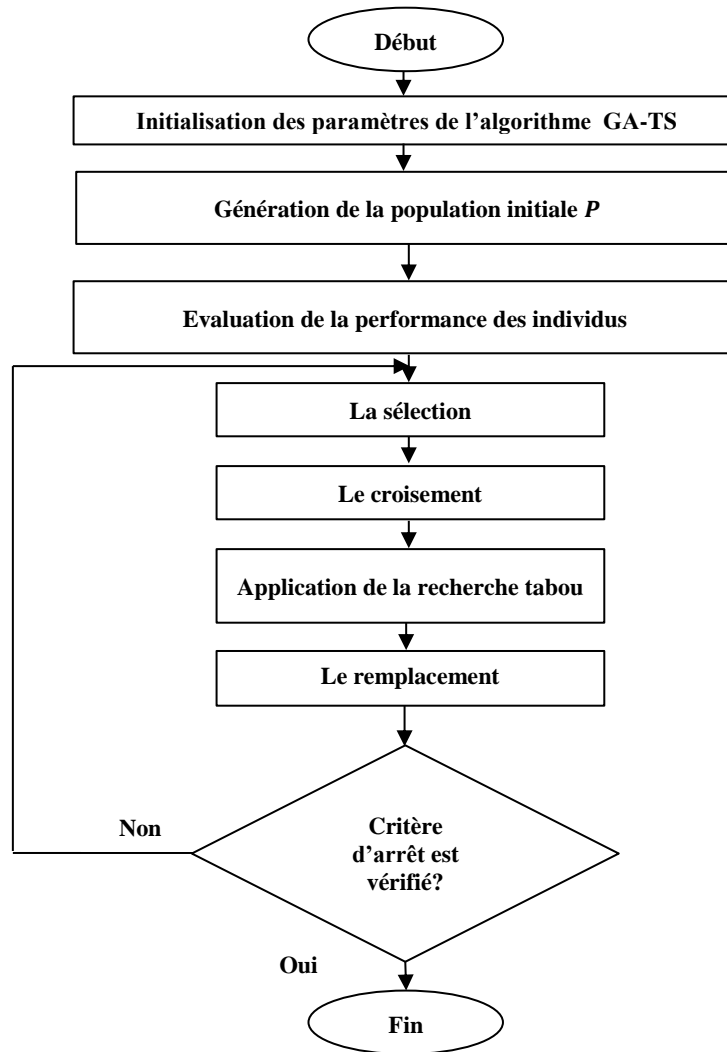 Début
Initialisation des paramètres de l’algorithme GA-TS
Génération de la population initiale P
Evaluation de la performance des individus
La sélection
Le croisement
Application de la recherche tabou
Le remplacement
Non
Critère
d’arrêt est
vérifié?
Oui
Fin